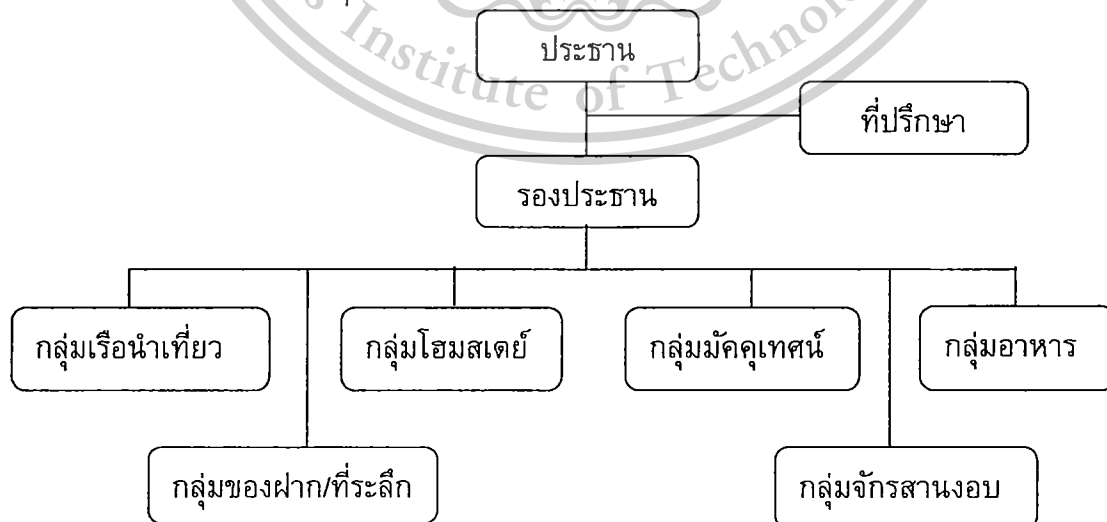 s Institute of Technolo
ประธาน
ที่ปรึกษา
รองประธาน
กลุ่มเรือนำเที่ยว
กลุ่มโฮมสเตย์
กลุ่มมัคคุเทศน์
กลุ่มอาหาร
กลุ่มของฝาก/ที่ระลึก
กลุ่มจักรสานงอบ